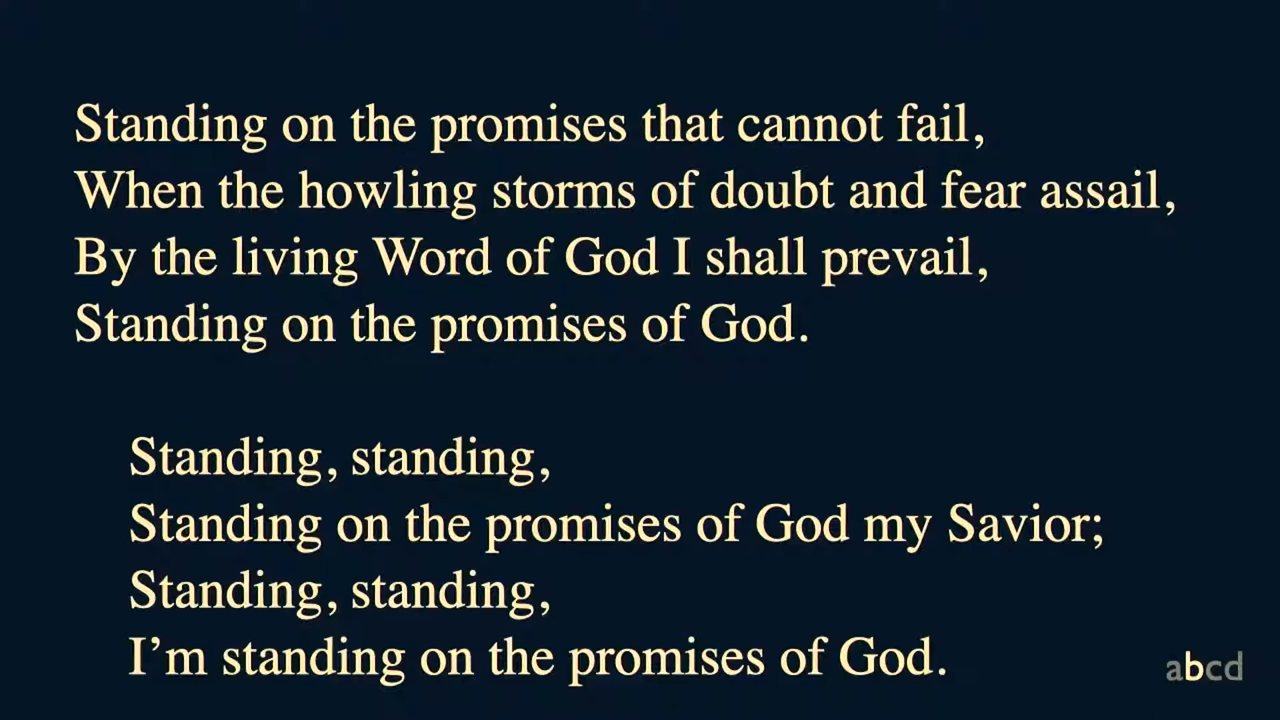 Standing on the promises that cannot fail,
When the howling storms of doubt and fear assail,
By the living Word of God I shall prevail,
Standing on the promises of God.
Standing, standing,
Standing on the promises of God my Savior;
Standing, standing,
I’m standing on the promises of God.
abcd